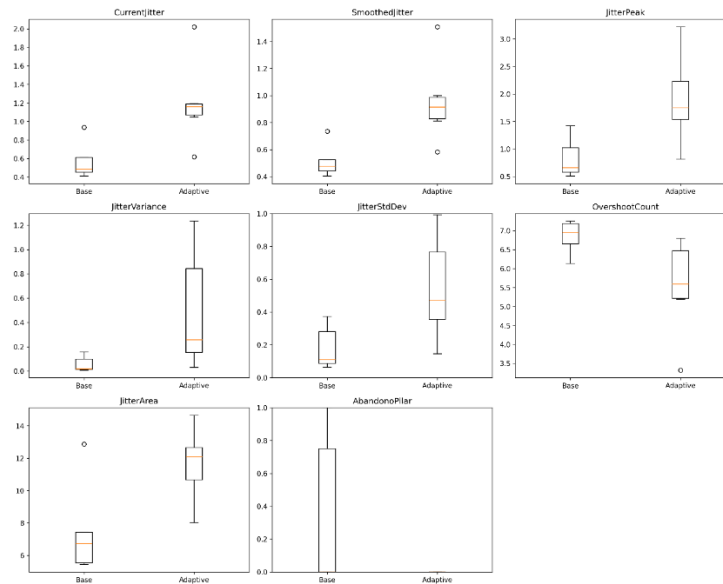 CurrentJitter
2.0
1.8
1.6
1.4
1.2
1.0
0.8
0.6
0.4
Base
Adaptive
SmoothedJitter
1.4
1.2
1.0
0.8
0.6
0.4
Base
Adaptive
JitterPeak
3.0
2.5
2.0
1.5
1.0
0.5
Base
Adaptive
JitterVariance
1.2
1.0
0.8
0.6
0.4
0.2
0.0
Base
Adaptive
JitterStdDev
1.0
0.8
0.6
0.4
0.2
0.0
Base
Adaptive
OvershootCount
7.0
6.5
6.0
5.5
5.0
4.5
4.0
3.5
Base
Adaptive
JitterArea
14
12
10
8
6
Base
Adaptive
AbandonoPilar
1.0
0.8
0.6
0.4
0.2
0.0
Base
Adaptive